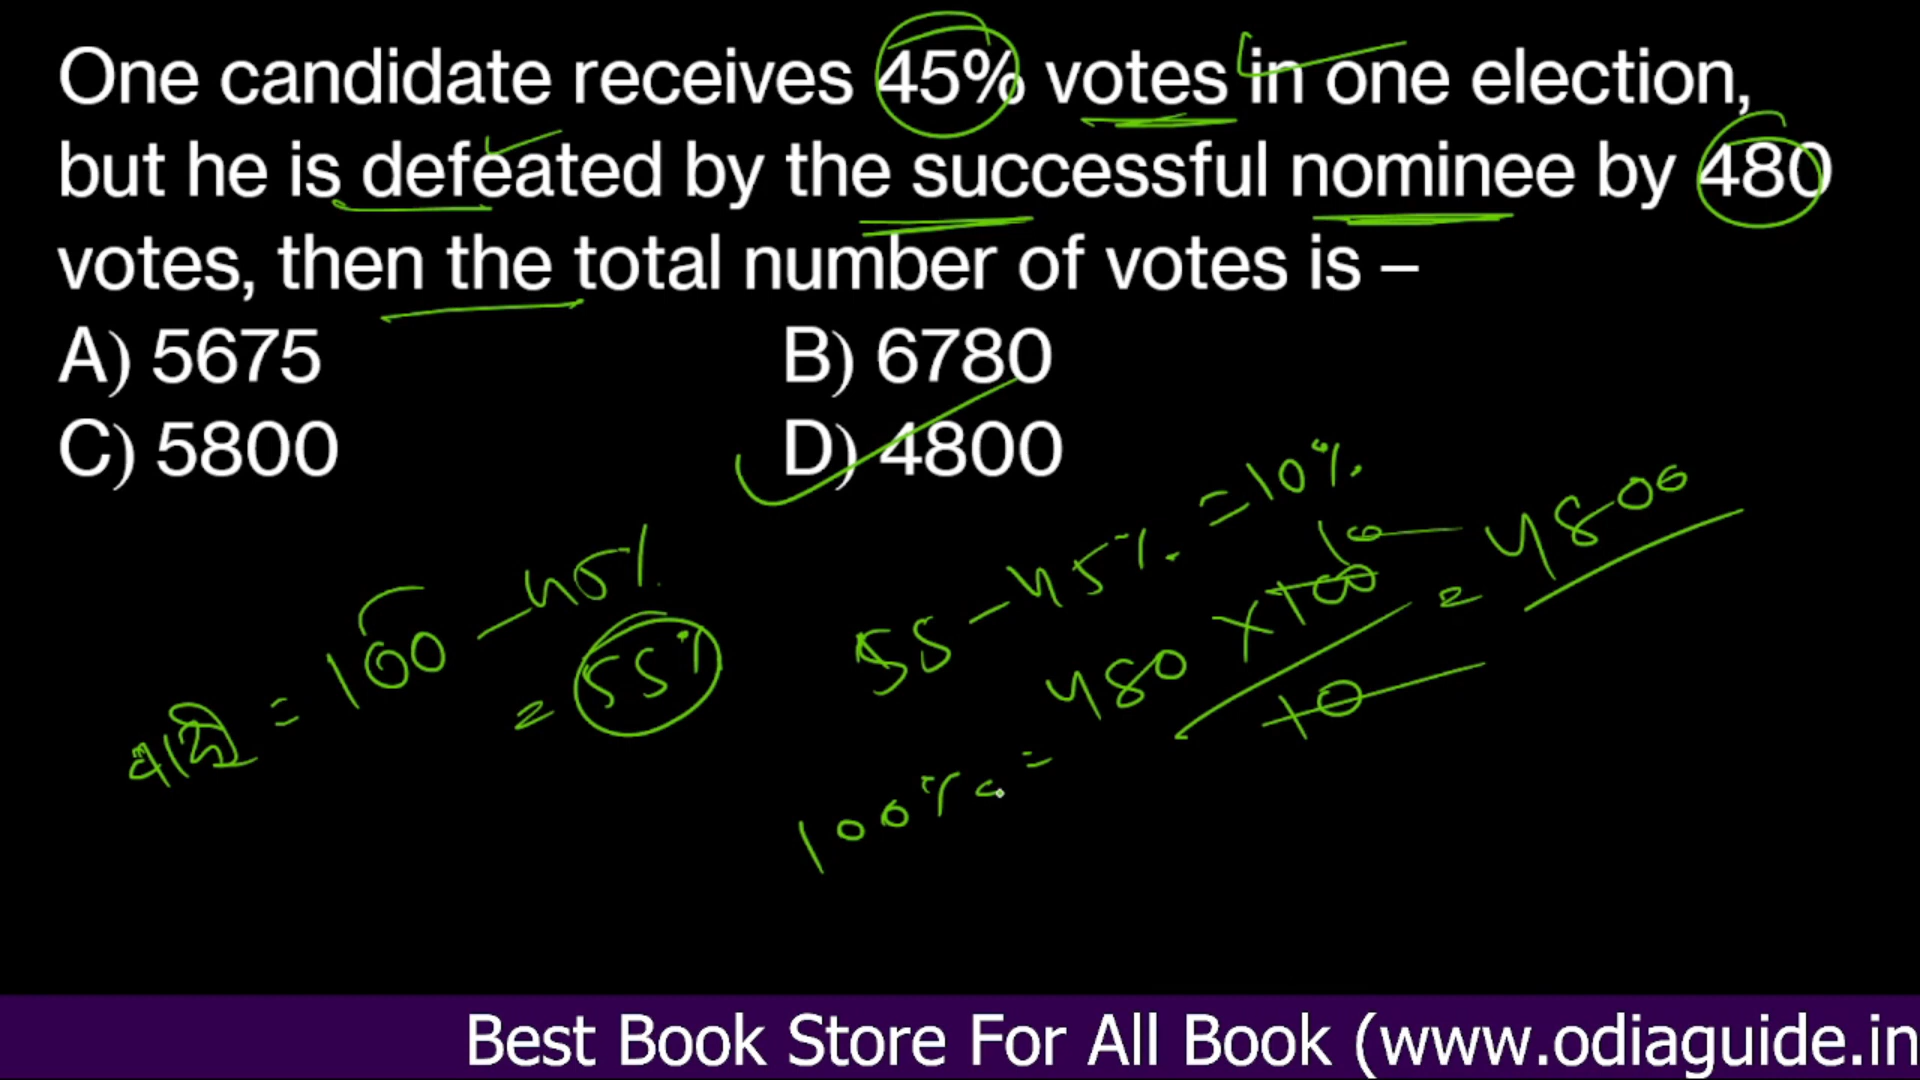 One candidate receives 45% votes in one election,
but he is defeated by the successful nominee by 480
votes, then the total number of votes is –
A) 5675 B) 6780
C) 5800 D) 4800
= 100 - 45%
= 55%
55 - 45% = 10%
100% = 480 × 100 / 10 = 4800
10
Best Book Store For All Book (www.odiaguide.in